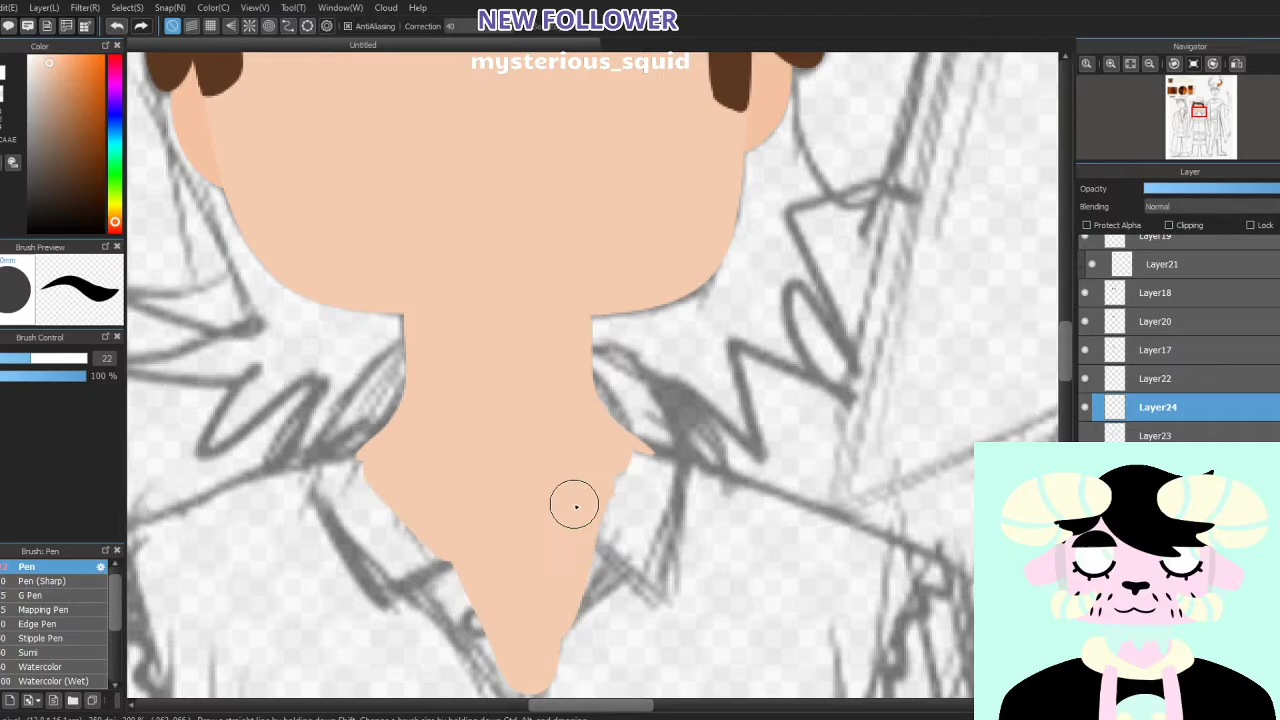 Layer(L) Filter(R) Select(S) Snap(N) Color(C) View(V) Tool(T) Window(W) Cloud Help
NEW FOLLOWER
AntiAliasing Correction 40
Color
Untitled
mysterious_squid
Navigator
Layer
Opacity
Blending Normal
Protect Alpha Clipping Lock
Layer19
Layer21
Layer18
Layer20
Layer17
Layer22
Layer24
Layer23
Brush Preview
Brush Control
22
100 %
Brush: Pen
Pen
Pen (Sharp)
G Pen
Mapping Pen
Edge Pen
Stipple Pen
Sumi
Watercolor
Watercolor (Wet)